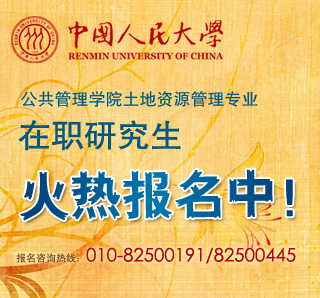 中國人民大學
RENMIN UNIVERSITY OF CHINA
公共管理学院土地资源管理专业
在职研究生
火热报名中!
报名咨询热线：010-82500191/82500445